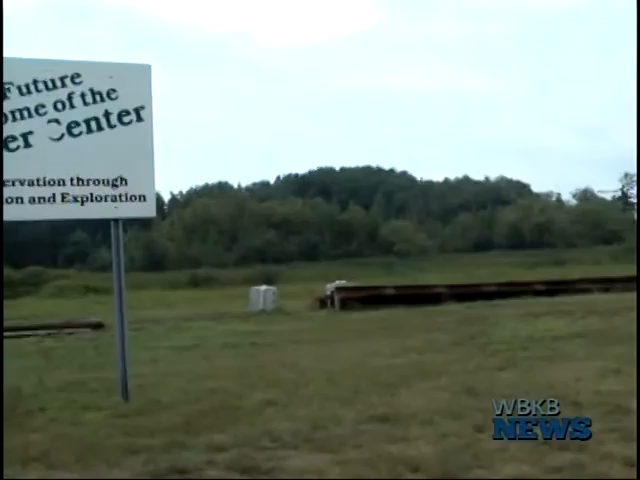 Future
ome of the
er Center
ervation through
on and Exploration
WBKB
NEWS